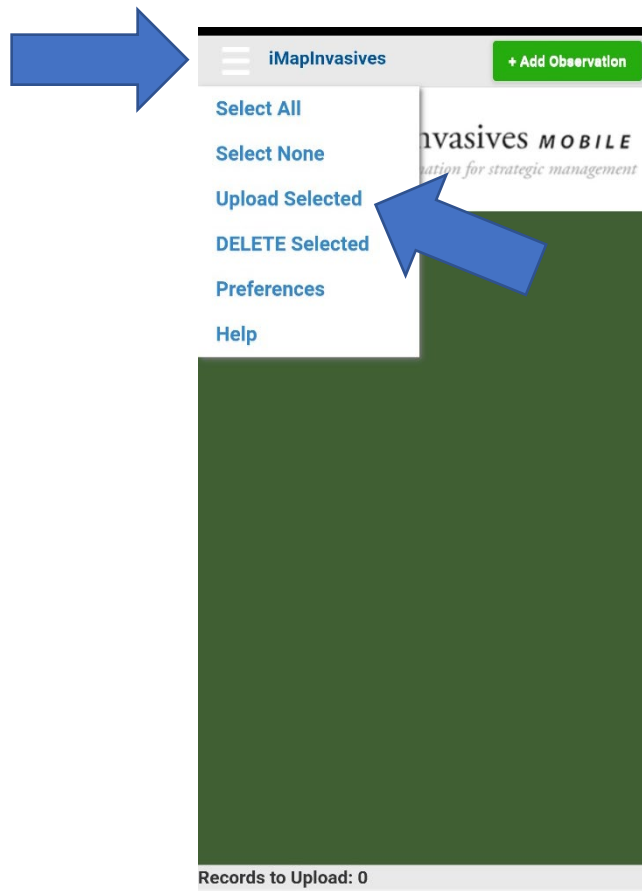 iMapInvasives
+ Add Observation
Select All
nvasives MOBILE
Select None
ation for strategic management
Upload Selected
DELETE Selected
Preferences
Help
Records to Upload: 0